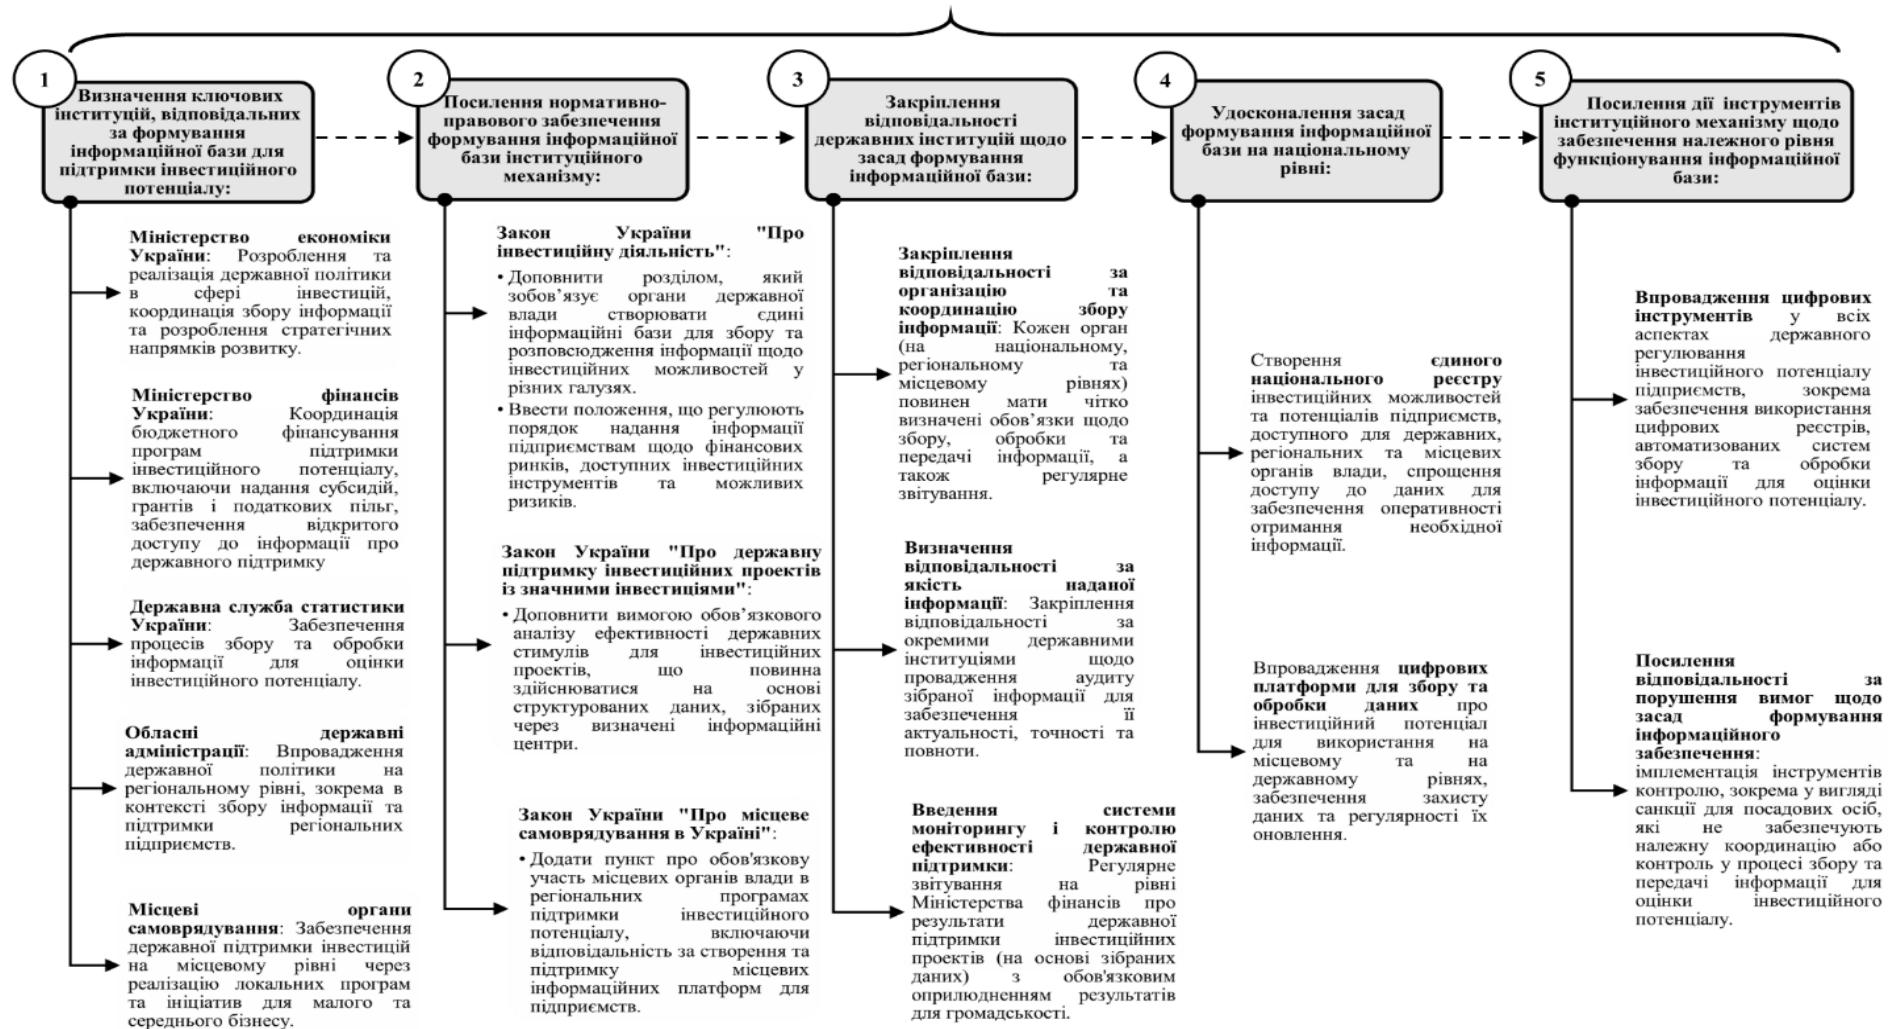 1
Визначення ключових
інституцій, відповідальних
за формування
інформаційної бази для
підтримки інвестиційного
потенціалу:
Міністерство економіки
України: Розроблення та
реалізація державної політики
в сфері інвестицій,
координація збору інформації
та розроблення стратегічних
напрямків розвитку.
Міністерство фінансів
України: Координація
бюджетного фінансування
програм підтримки
інвестиційного потенціалу,
включаючи надання субсидій,
грантів і податкових пільг,
забезпечення відкритого
доступу до інформації про
державного підтримку
Державна служба статистики
України: Забезпечення
процесів збору та обробки
інформації для оцінки
інвестиційного потенціалу.
Обласні державні
адміністрації: Впровадження
державної політики на
регіональному рівні, зокрема в
контексті збору інформації та
підтримки регіональних
підприємств.
Місцеві органи
самоврядування: Забезпечення
державної підтримки інвестицій
на місцевому рівні через
реалізацію локальних програм
та ініціатив для малого та
середнього бізнесу.
2
Посилення нормативно-
правового забезпечення
формування інформаційної
бази інституційного
механізму:
Закон України "Про
інвестиційну діяльність":
• Доповнити розділом, який
зобов’язує органи державної
влади створювати єдині
інформаційні бази для збору та
розповсюдження інформації щодо
інвестиційних можливостей у
різних галузях.
• Ввести положення, що регулюють
порядок надання інформації
підприємствам щодо фінансових
ринків, доступних інвестиційних
інструментів та можливих
ризиків.
Закон України "Про державну
підтримку інвестиційних проектів
із значними інвестиціями":
• Доповнити вимогою обов’язкового
аналізу ефективності державних
стимулів для інвестиційних
проектів, що повинна
здійснюватися на основі
структурованих даних, зібраних
через визначені інформаційні
центри.
Закон України "Про місцеве
самоврядування в Україні":
• Додати пункт про обов'язкову
участь місцевих органів влади в
регіональних програмах
підтримки інвестиційного
потенціалу, включаючи
відповідальність за створення та
підтримку місцевих
інформаційних платформ для
підприємств.
3
Закріплення
відповідальності
державних інституцій щодо
засад формування
інформаційної бази:
Закріплення
відповідальності за
організацію та
координацію збору
інформації: Кожен орган
(на національному,
регіональному та
місцевому рівнях)
повинен мати чітко
визначені обов’язки щодо
збору, обробки та
передачі інформації, а
також регулярне
звітування.
Визначення
відповідальності за
якість наданої
інформації: Закріплення
відповідальності за
окремими державними
інституціями щодо
провадження аудиту
зібраної інформації для
забезпечення її
актуальності, точності та
повноти.
Введення системи
моніторингу і контролю
ефективності державної
підтримки: Регулярне
звітування на рівні
Міністерства фінансів про
результати державної
підтримки інвестиційних
проектів (на основі зібраних
даних) з обов'язковим
оприлюдненням результатів
для громадськості.
4
Удосконалення засад
формування інформаційної
бази на національному
рівні:
Створення єдиного
національного реєстру
інвестиційних можливостей
та потенціалів підприємств,
доступного для державних,
регіональних та місцевих
органів влади, спрощення
доступу до даних для
забезпечення оперативності
отримання необхідної
інформації.
Впровадження цифрових
платформи для збору та
обробки даних про
інвестиційний потенціал
для використання на
місцевому та на
державному рівнях,
забезпечення захисту
даних та регулярності їх
оновлення.
5
Посилення дії інструментів
інституційного механізму щодо
забезпечення належного рівня
функціонування інформаційної
бази:
Впровадження цифрових
інструментів у всіх
аспектах державного
регулювання
інвестиційного потенціалу
підприємств, зокрема
забезпечення використання
цифрових реєстрів,
автоматизованих систем
збору та обробки
інформації для оцінки
інвестиційного потенціалу.
Посилення
відповідальності за
порушення вимог щодо
засад формування
інформаційного
забезпечення:
імплементація інструментів
контролю, зокрема у вигляді
санкції для посадових осіб,
які не забезпечують
належну координацію або
контроль у процесі збору та
передачі інформації для
оцінки інвестиційного
потенціалу.